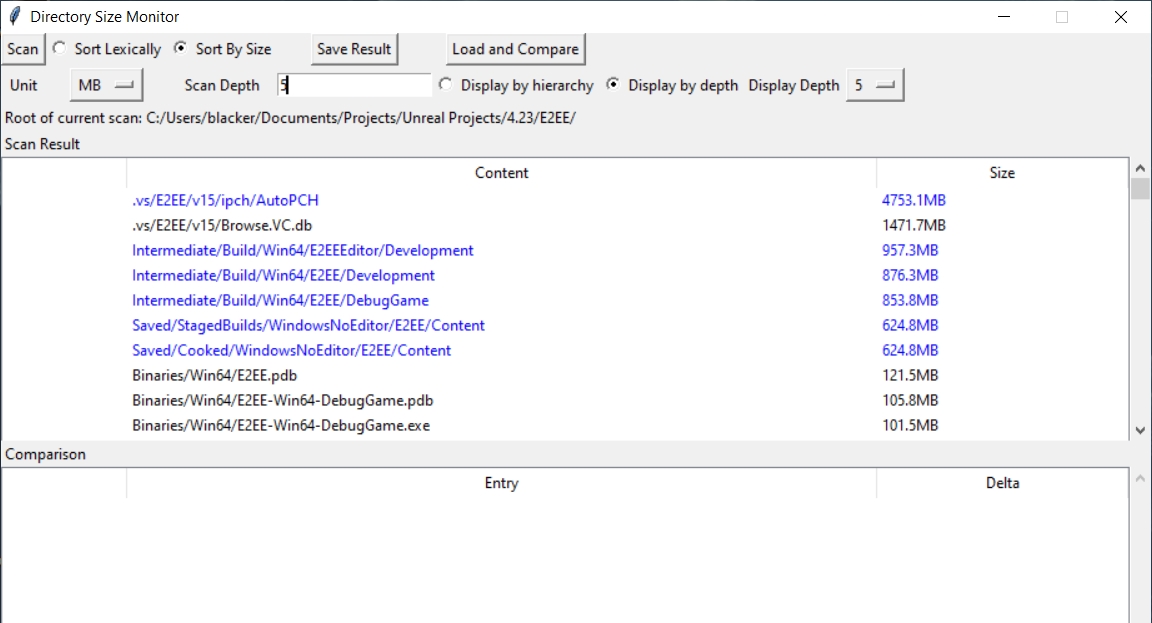 Directory Size Monitor
Scan Sort Lexically Sort By Size Save Result Load and Compare
Unit MB Scan Depth 5 Display by hierarchy Display by depth Display Depth 5
Root of current scan: C:/Users/blacker/Documents/Projects/Unreal Projects/4.23/E2EE/
Scan Result
Content Size
.vs/E2EE/v15/ipch/AutoPCH 4753.1MB
.vs/E2EE/v15/Browse.VC.db 1471.7MB
Intermediate/Build/Win64/E2EEEditor/Development 957.3MB
Intermediate/Build/Win64/E2EE/Development 876.3MB
Intermediate/Build/Win64/E2EE/DebugGame 853.8MB
Saved/StagedBuilds/WindowsNoEditor/E2EE/Content 624.8MB
Saved/Cooked/WindowsNoEditor/E2EE/Content 624.8MB
Binaries/Win64/E2EE.pdb 121.5MB
Binaries/Win64/E2EE-Win64-DebugGame.pdb 105.8MB
Binaries/Win64/E2EE-Win64-DebugGame.exe 101.5MB
Comparison
Entry Delta